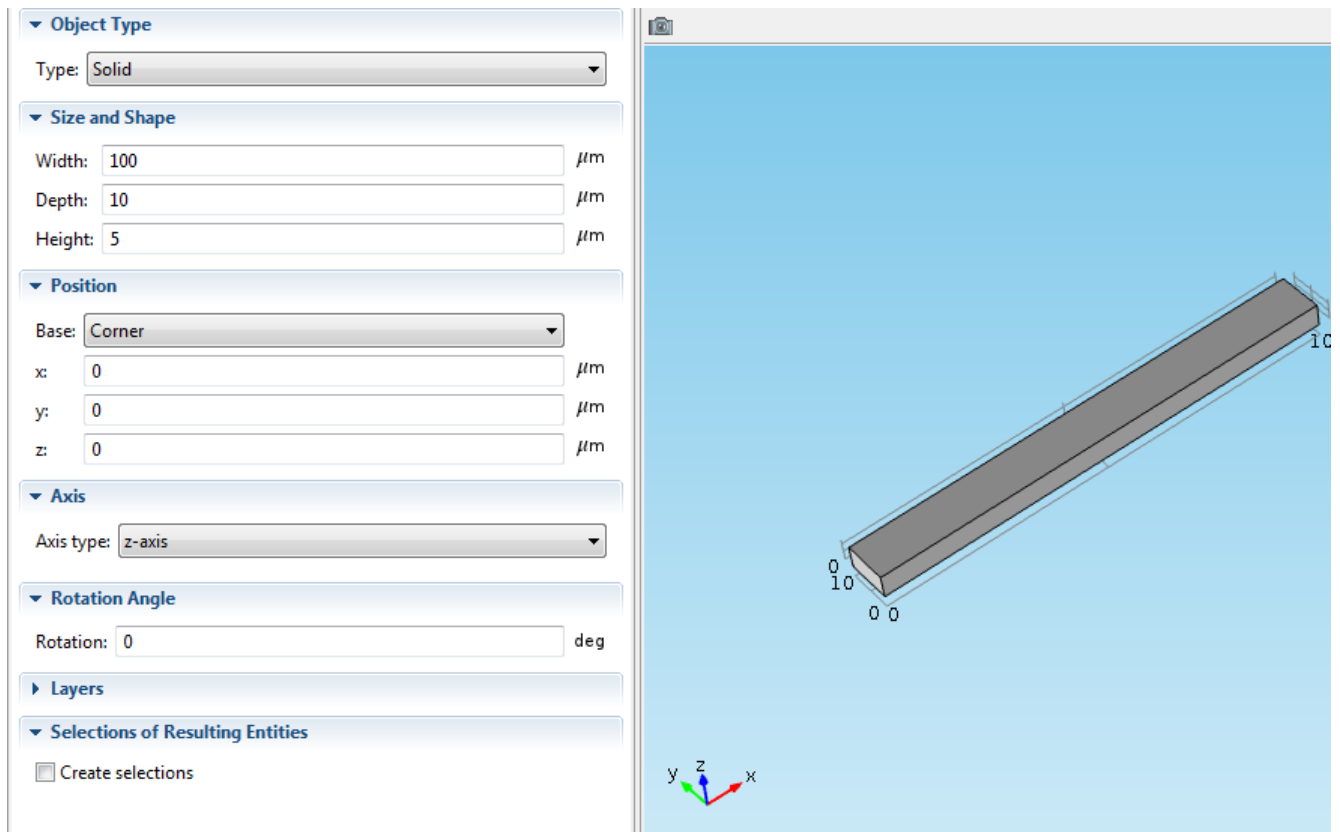 Object Type
Type: Solid
Size and Shape
Width: 100 µm
Depth: 10 µm
Height: 5 µm
Position
Base: Corner
x: 0 µm
y: 0 µm
z: 0 µm
Axis
Axis type: z-axis
Rotation Angle
Rotation: 0 deg
Layers
Selections of Resulting Entities
Create selections
10
0
10
0 0
y z x